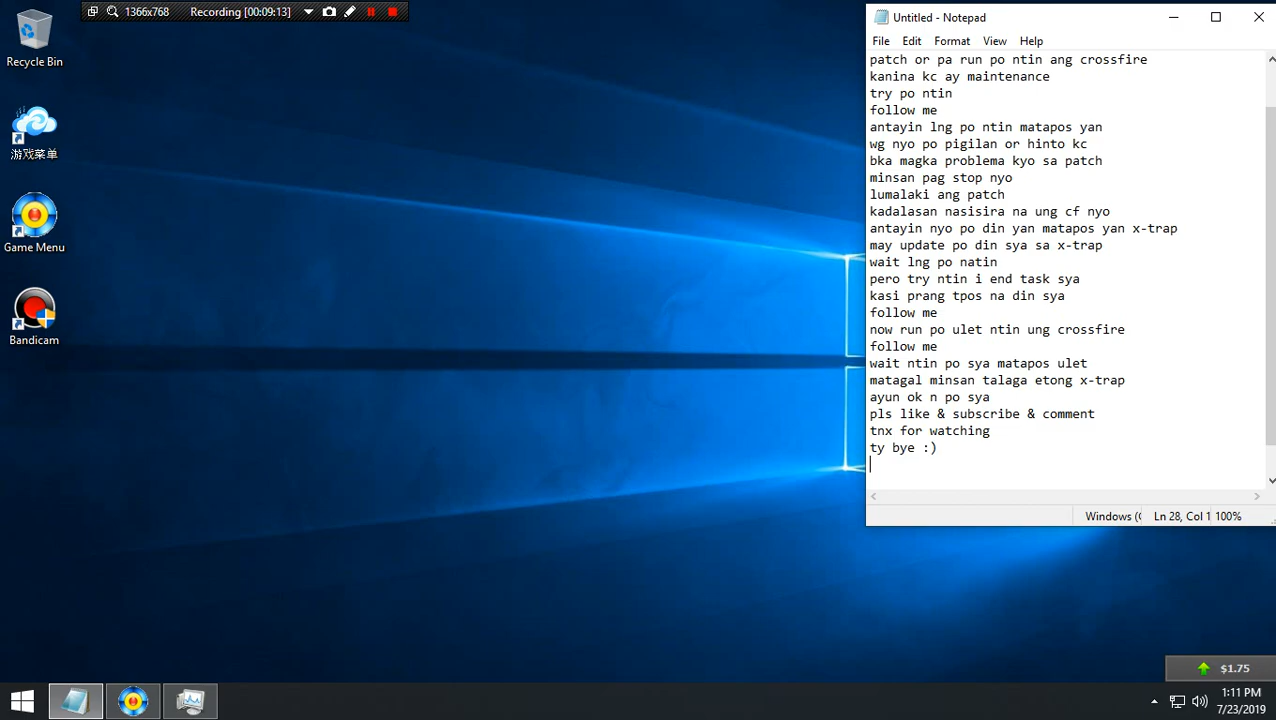 1366x768 Recording [00:09:13]
Recycle Bin
游戏菜单
Game Menu
Bandicam
Untitled - Notepad
File Edit Format View Help
patch or pa run po ntin ang crossfire
kanina kc ay maintenance
try po ntin
follow me
antayin lng po ntin matapos yan
wg nyo po pigilan or hinto kc
bka magka problema kyo sa patch
minsan pag stop nyo
lumalaki ang patch
kadalasan nasisira na ung cf nyo
antayin nyo po din yan matapos yan x-trap
may update po din sya sa x-trap
wait lng po natin
pero try ntin i end task sya
kasi prang tpos na din sya
follow me
now run po ulet ntin ung crossfire
follow me
wait ntin po sya matapos ulet
matagal minsan talaga etong x-trap
ayun ok n po sya
pls like & subscribe & comment
tnx for watching
ty bye :)
Windows (C Ln 28, Col 1 100%
$1.75
1:11 PM
7/23/2019